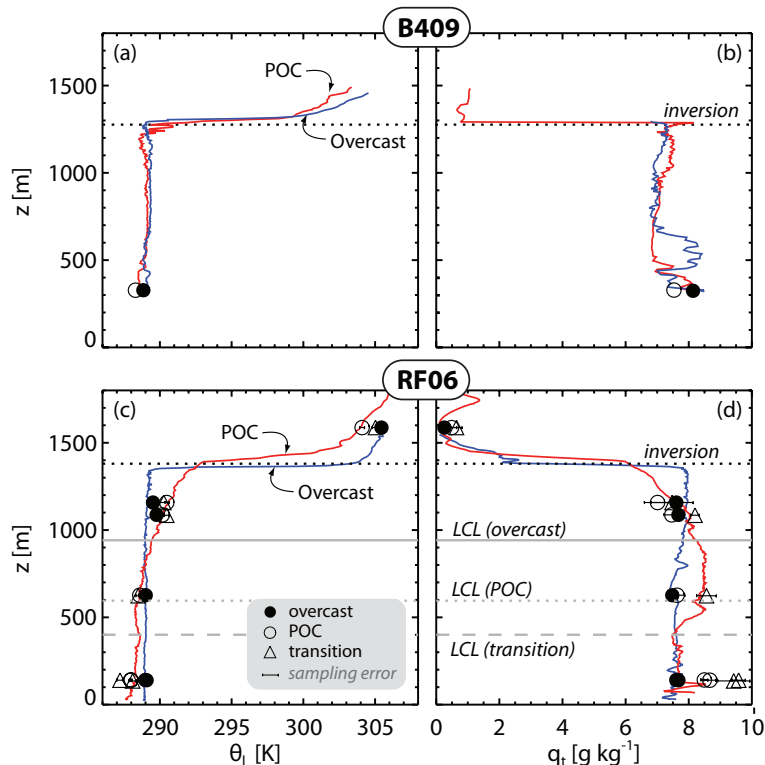 B409
(a)
(b)
POC
Overcast
inversion
z [m]
1500
1000
500
0
RF06
(c)
(d)
POC
Overcast
inversion
LCL (overcast)
LCL (POC)
LCL (transition)
overcast
POC
transition
sampling error
z [m]
1500
1000
500
0
290 295 300 305
0 2 4 6 8 10
θL [K]
qt [g kg-1]